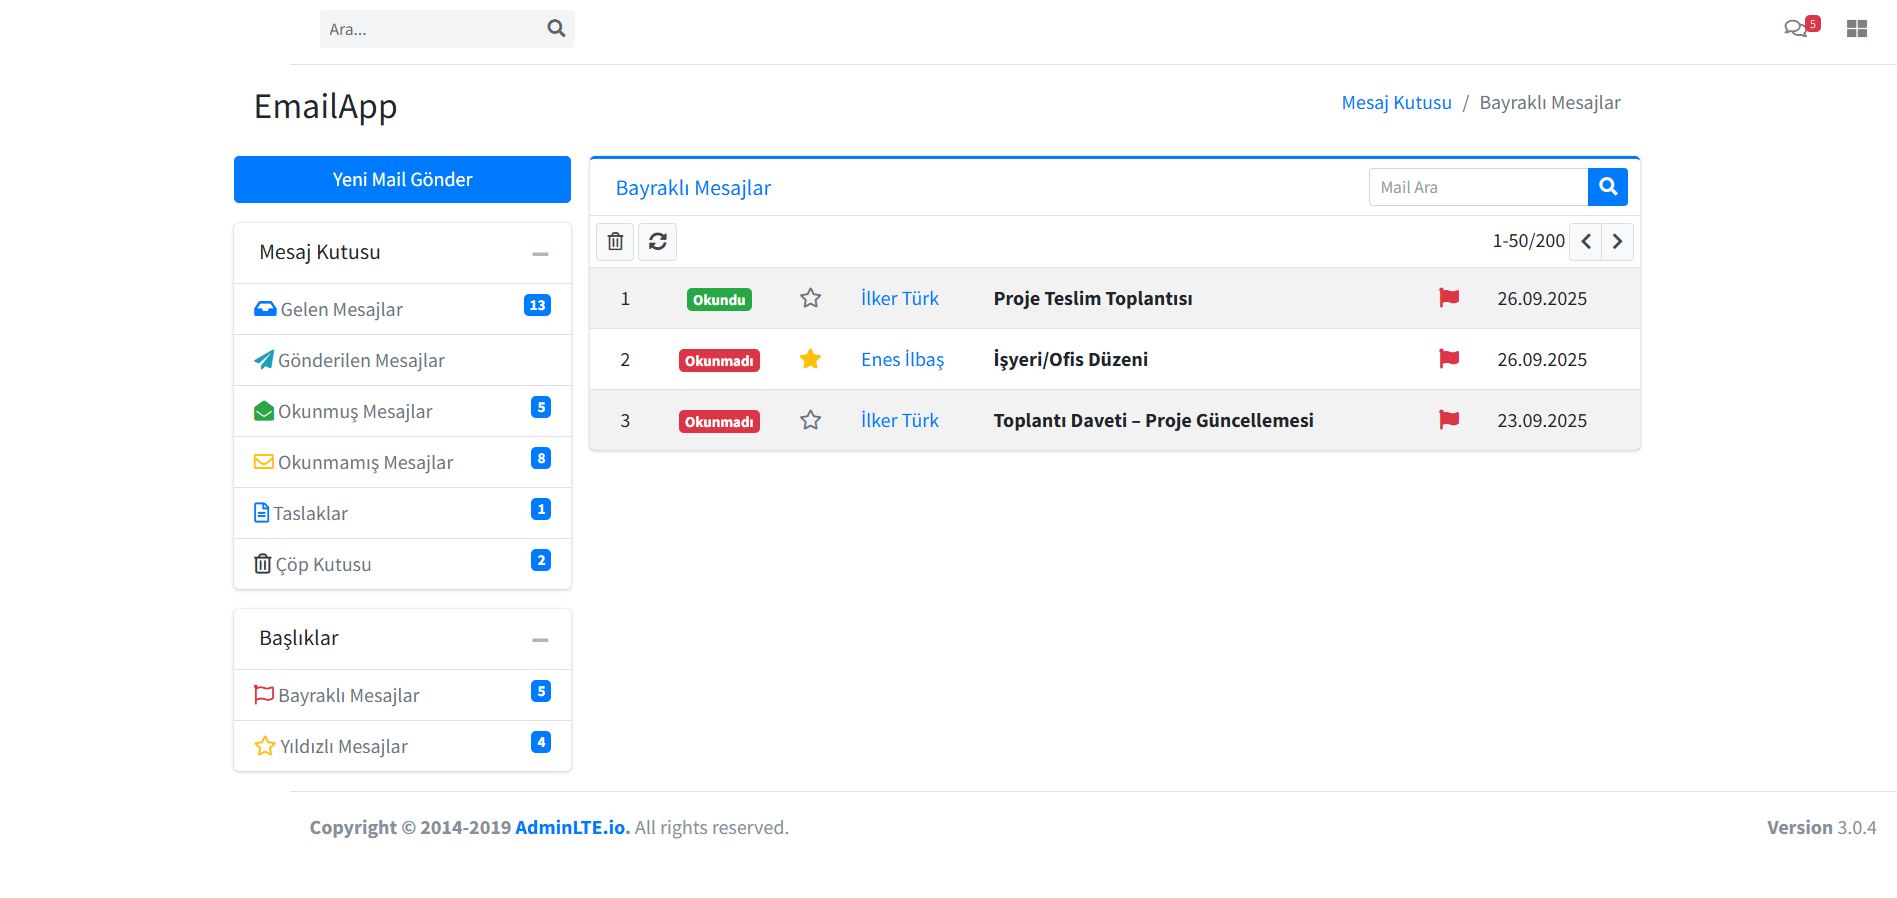 Ara...
5
EmailApp
Mesaj Kutusu / Bayraklı Mesajlar
Yeni Mail Gönder
Mesaj Kutusu
Gelen Mesajlar 13
Gönderilen Mesajlar
Okunmuş Mesajlar 5
Okunmamış Mesajlar 8
Taslaklar 1
Çöp Kutusu 2
Başlıklar
Bayraklı Mesajlar 5
Yıldızlı Mesajlar 4
Bayraklı Mesajlar
Mail Ara
1-50/200
1 Okundu İlker Türk Proje Teslim Toplantısı 26.09.2025
2 Okunmadı Enes İlbaş İşyeri/Ofis Düzeni 26.09.2025
3 Okunmadı İlker Türk Toplantı Daveti – Proje Güncellemesi 23.09.2025
Copyright © 2014-2019 AdminLTE.io. All rights reserved.
Version 3.0.4